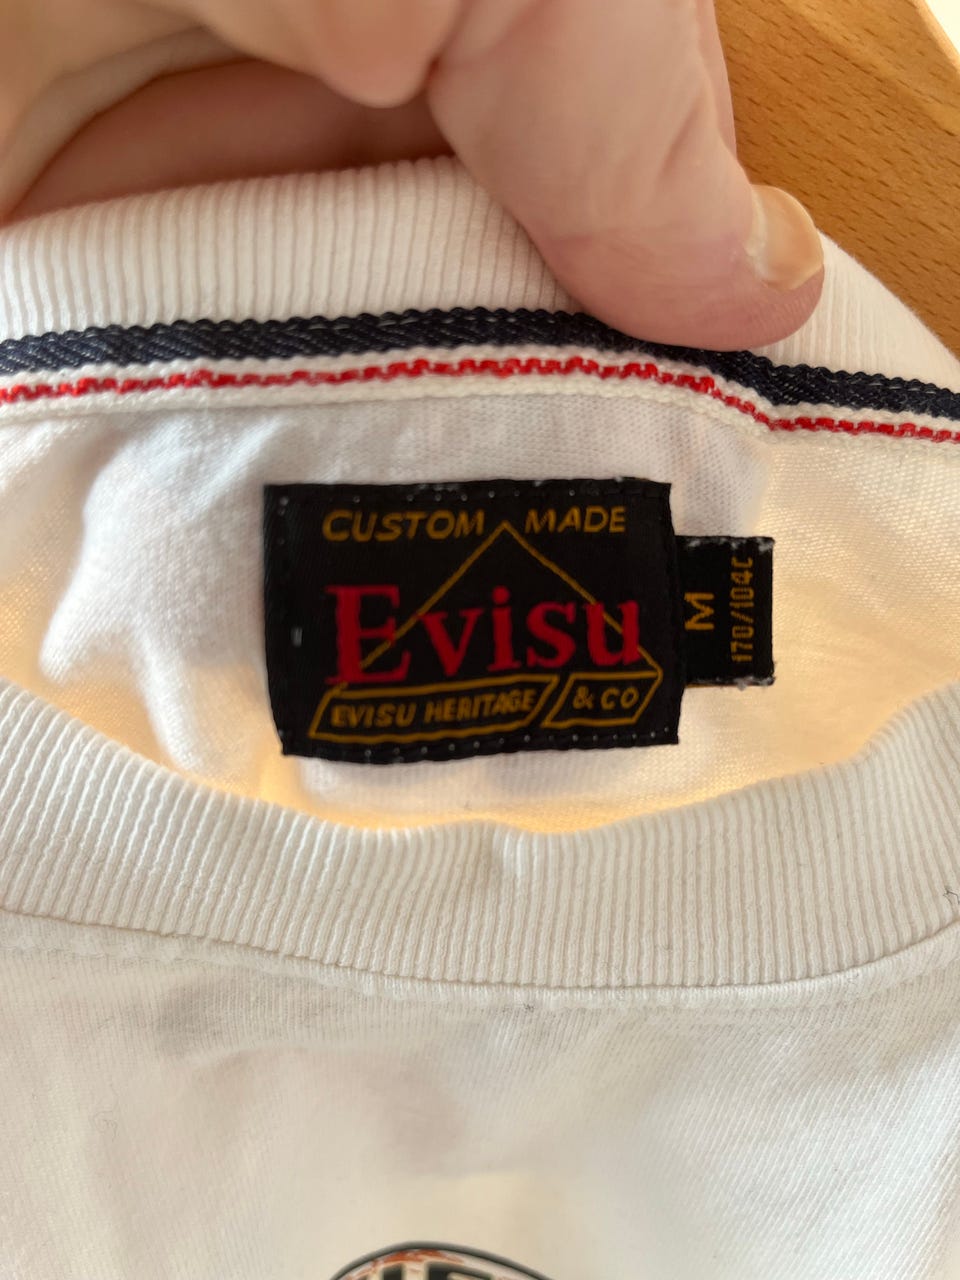 CUSTOM MADE
Evisu
EVISU HERITAGE & CO
M
170/104C